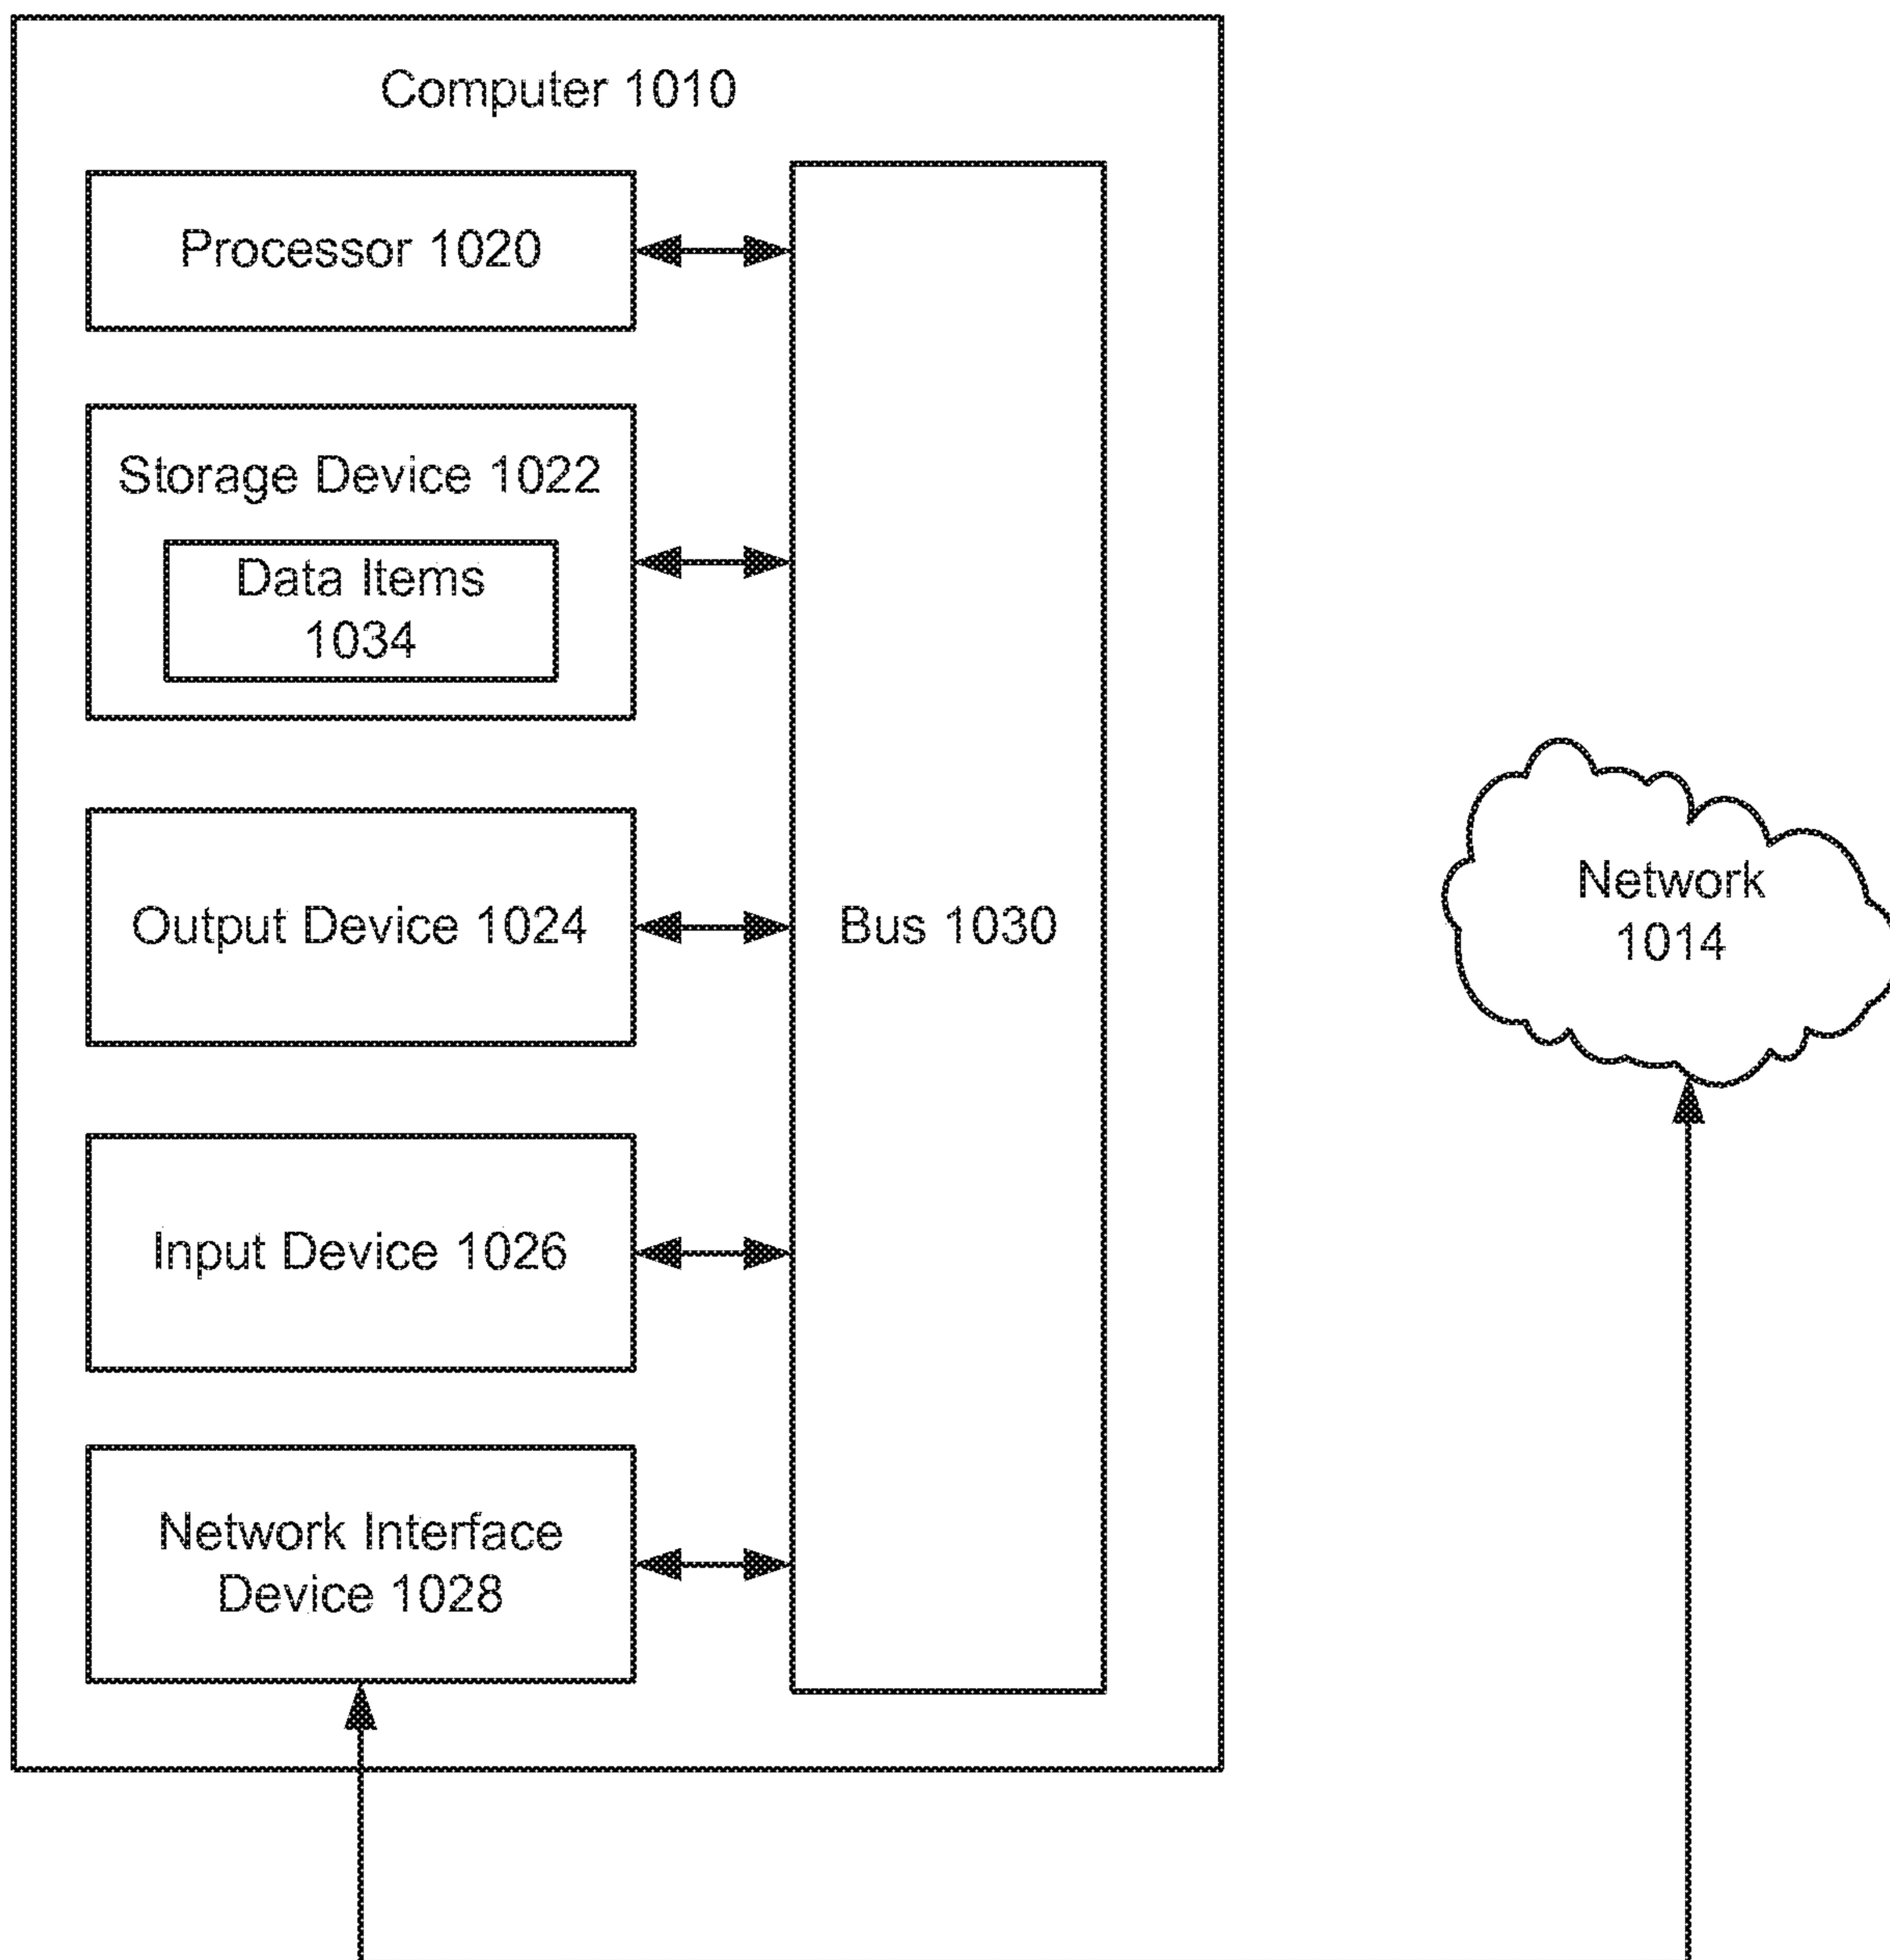 Computer 1010
Processor 1020
Storage Device 1022
Data Items
1034
Output Device 1024
Input Device 1026
Network Interface
Device 1028
Bus 1030
Network
1014